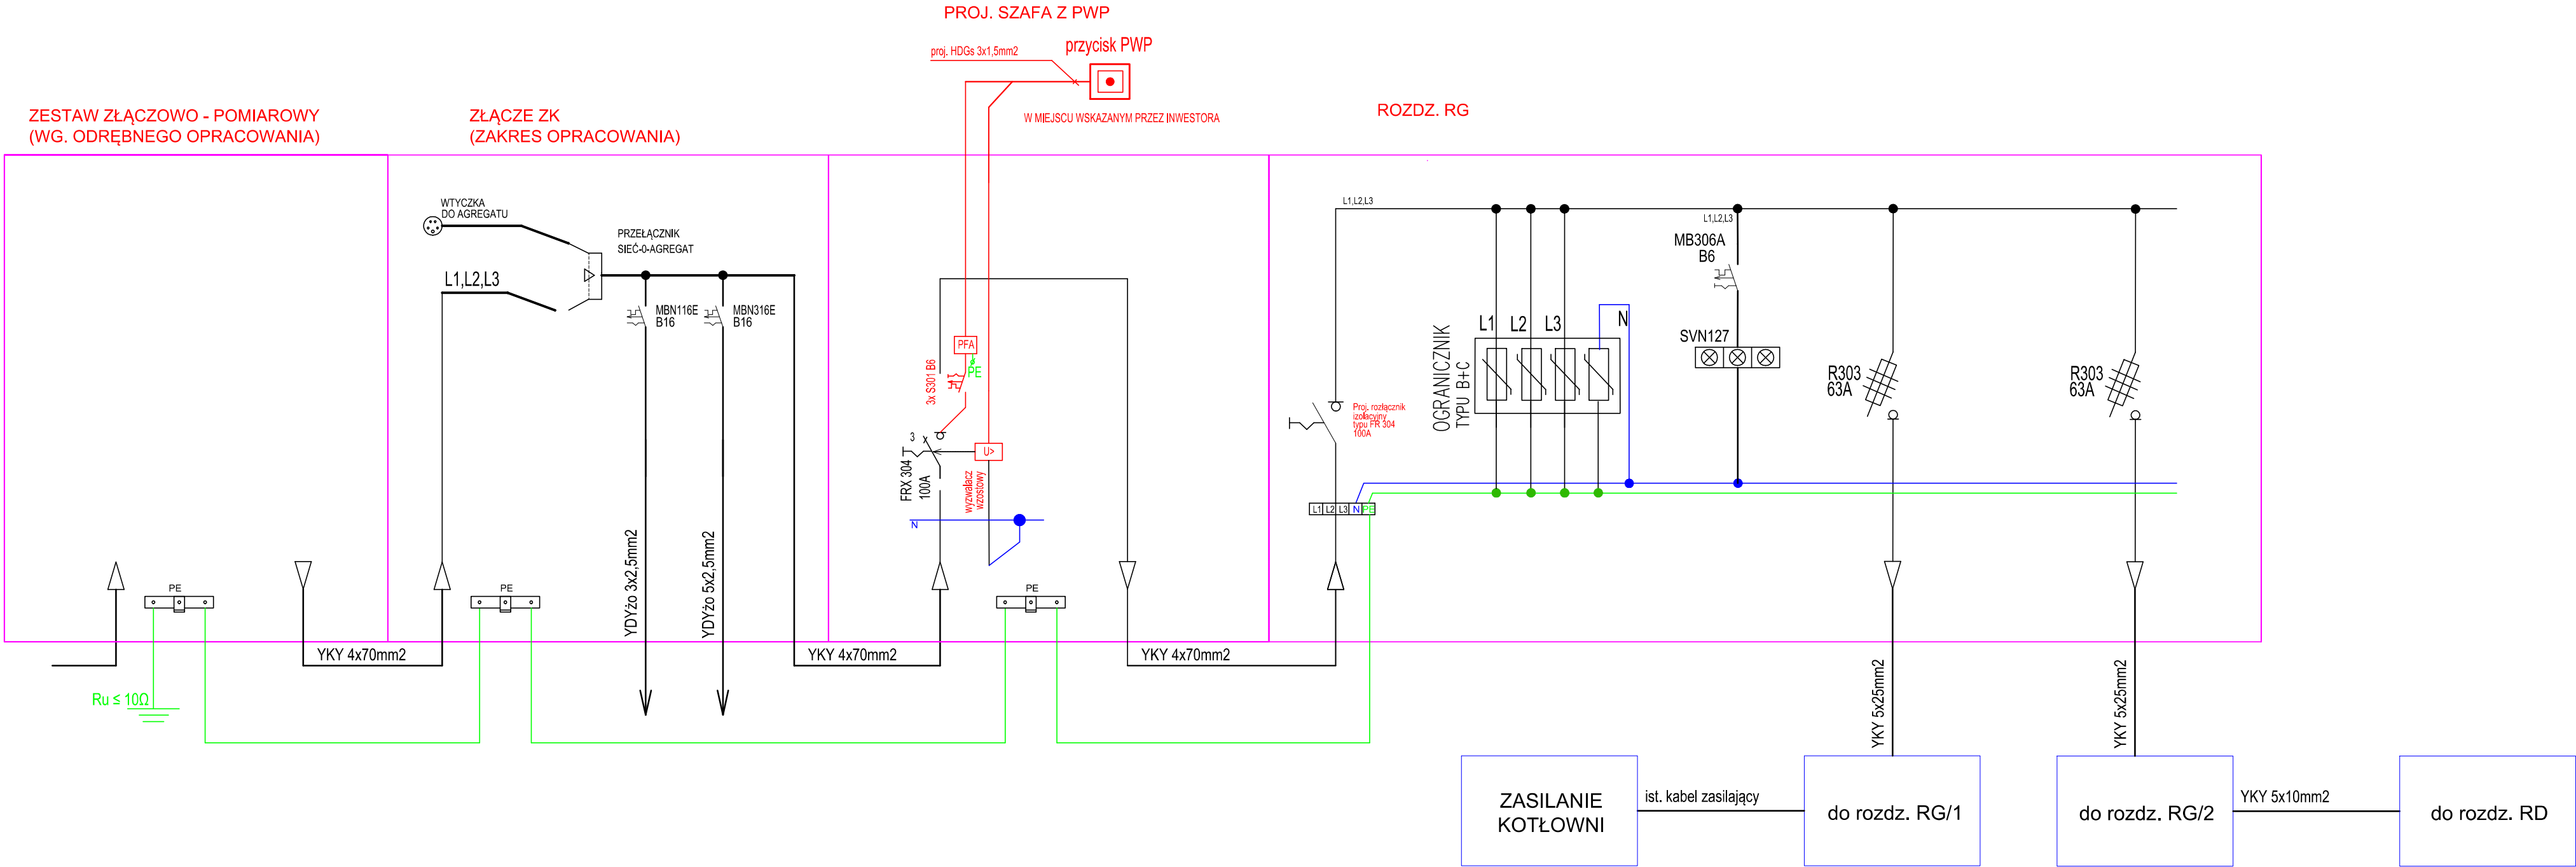 PROJ. SZAFA Z PWP
proj. HDGs 3x1,5mm2
przycisk PWP
W MIEJSCU WSKAZANYM PRZEZ INWESTORA
ZESTAW ZŁĄCZOWO - POMIAROWY
(WG. ODRĘBNEGO OPRACOWANIA)
ZŁĄCZE ZK
(ZAKRES OPRACOWANIA)
ROZDZ. RG
WTYCZKA
DO AGREGATU
PRZEŁĄCZNIK
SIEĆ-0-AGREGAT
L1,L2,L3
MBN116E
B16
MBN316E
B16
YDYżo 3x2,5mm2
YDYżo 5x2,5mm2
PE
PE
PE
Ru ≤ 10Ω
YKY 4x70mm2
YKY 4x70mm2
YKY 4x70mm2
PFA
PE
3x S301 B6
3
FRX 304
100A
U>
wyzwalacz
wzostowy
N
L1,L2,L3
Proj. rozłącznik
izolacyjny
typu FR 304
100A
L1 L2 L3 N PE
OGRANICZNIK
TYPU B+C
L1 L2 L3 N
L1,L2,L3
MB306A
B6
SVN127
R303
63A
R303
63A
YKY 5x25mm2
YKY 5x25mm2
ZASILANIE
KOTŁOWNI
ist. kabel zasilający
do rozdz. RG/1
do rozdz. RG/2
YKY 5x10mm2
do rozdz. RD